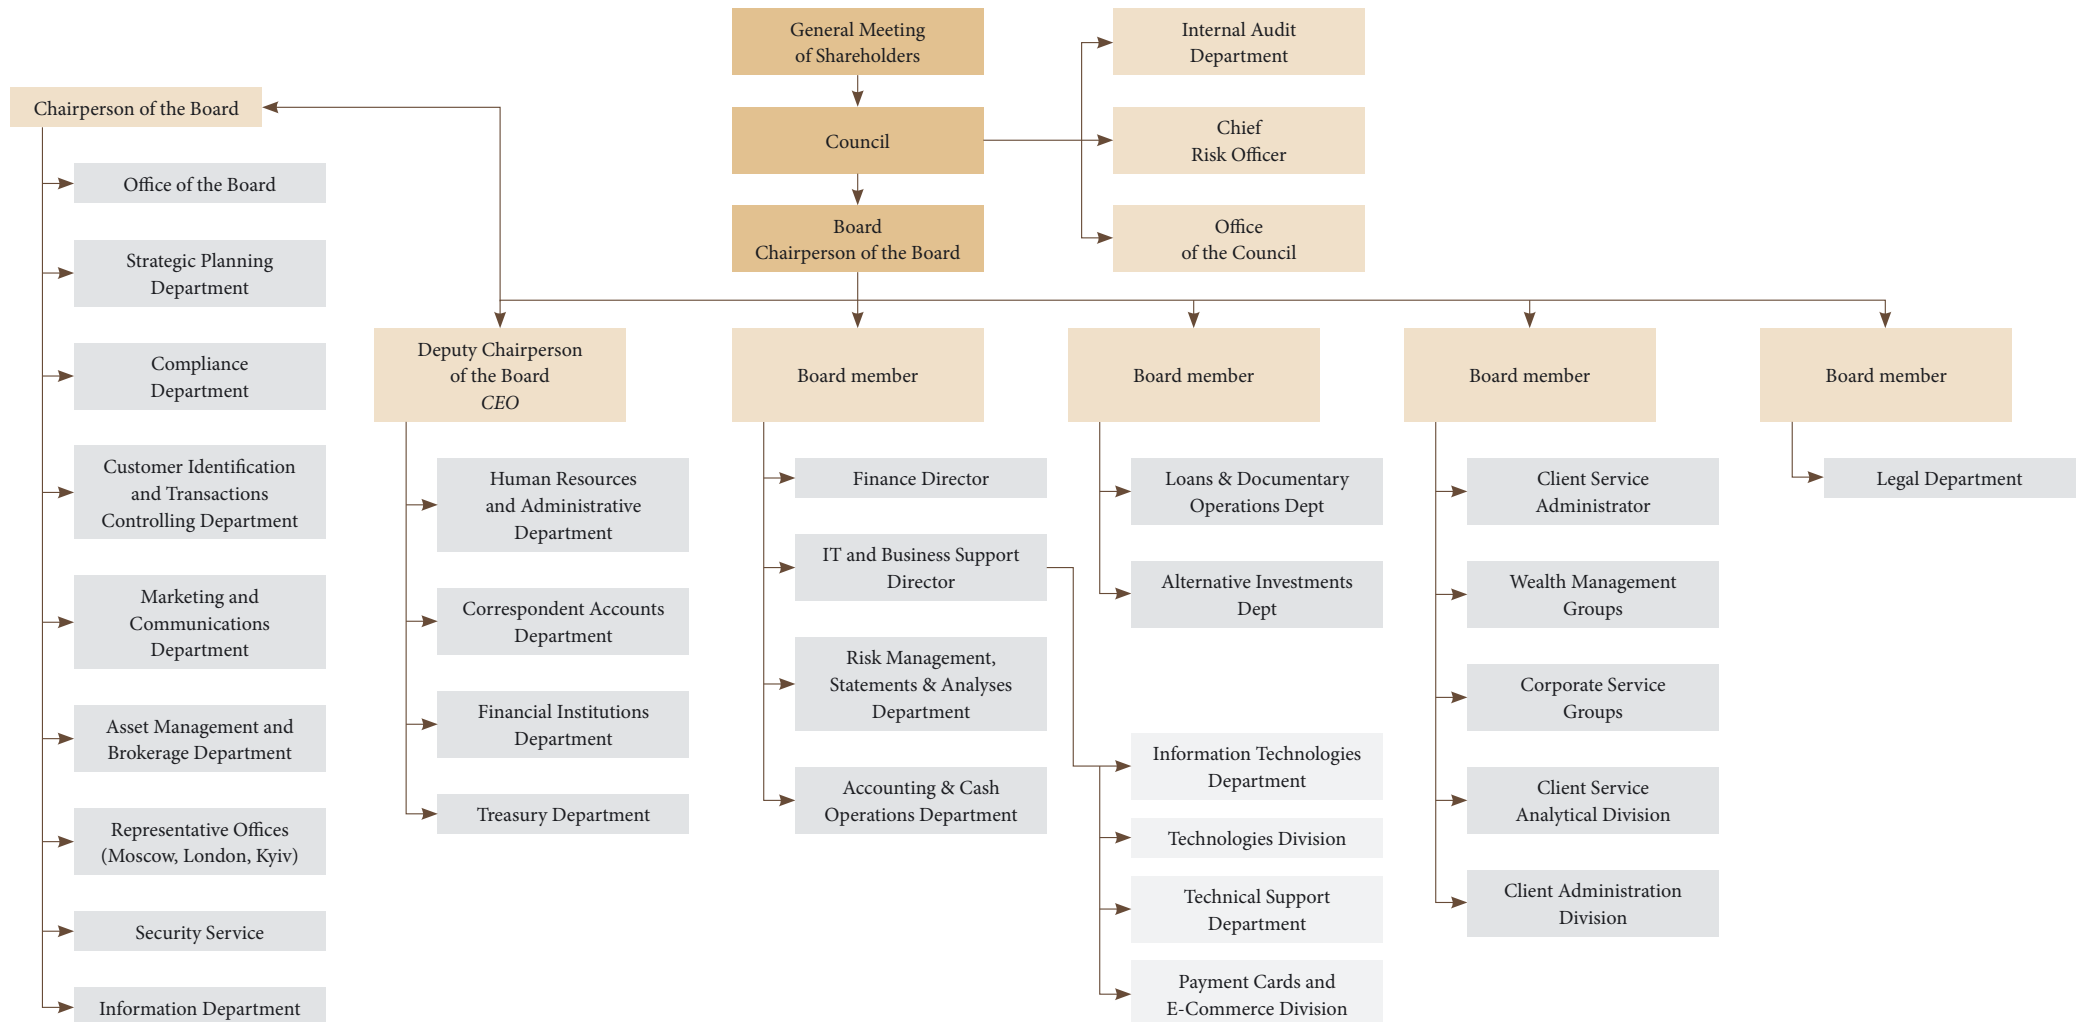 General Meeting
of Shareholders
Council
Board
Chairperson of the Board
Internal Audit
Department
Chief
Risk Officer
Office
of the Council
Chairperson of the Board
Office of the Board
Strategic Planning
Department
Compliance
Department
Customer Identification
and Transactions
Controlling Department
Marketing and
Communications
Department
Asset Management and
Brokerage Department
Representative Offices
(Moscow, London, Kyiv)
Security Service
Information Department
Deputy Chairperson
of the Board
CEO
Human Resources
and Administrative
Department
Correspondent Accounts
Department
Financial Institutions
Department
Treasury Department
Board member
Finance Director
IT and Business Support
Director
Risk Management,
Statements & Analyses
Department
Accounting & Cash
Operations Department
Board member
Loans & Documentary
Operations Dept
Alternative Investments
Dept
Information Technologies
Department
Technologies Division
Technical Support
Department
Payment Cards and
E-Commerce Division
Board member
Client Service
Administrator
Wealth Management
Groups
Corporate Service
Groups
Client Service
Analytical Division
Client Administration
Division
Board member
Legal Department